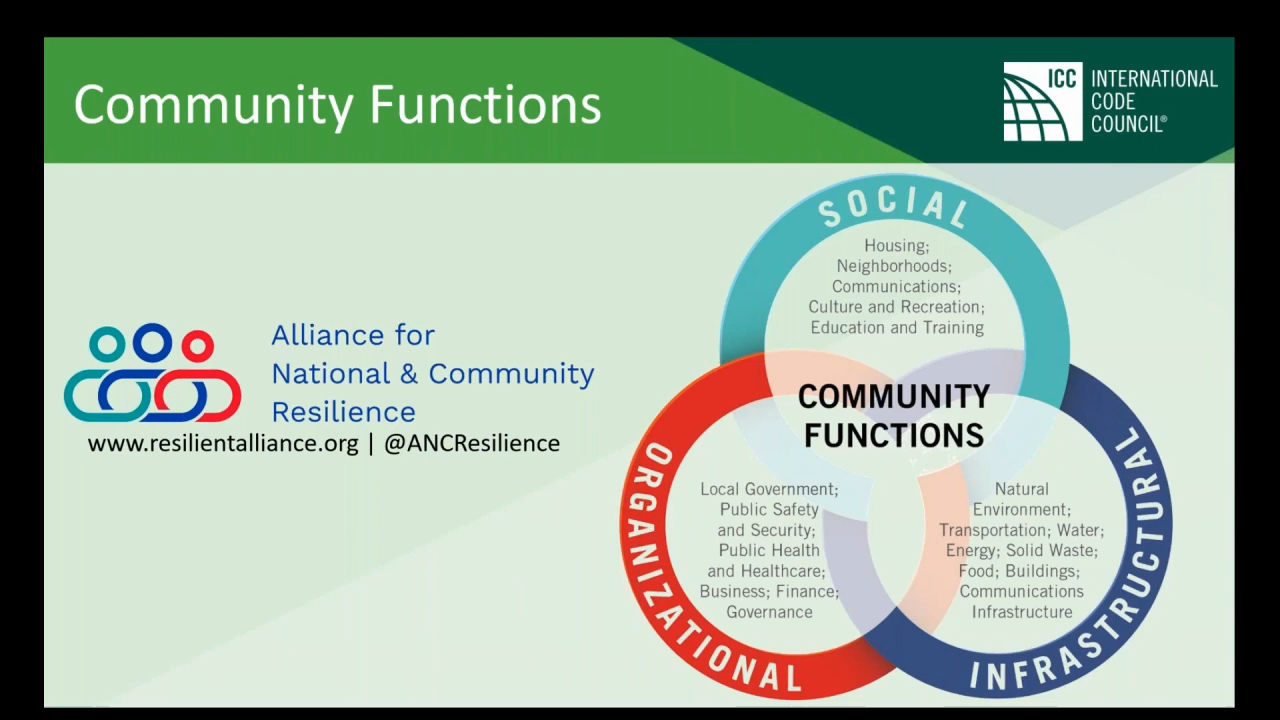 Community Functions
ICC
INTERNATIONAL
CODE
COUNCIL®
SOCIAL
Housing;
Neighborhoods;
Communications;
Culture and Recreation;
Education and Training
Alliance for
National & Community
Resilience
www.resilientalliance.org | @ANCResilience
COMMUNITY
FUNCTIONS
ORGANIZATIONAL
Local Government;
Public Safety
and Security;
Public Health
and Healthcare;
Business; Finance;
Governance
INFRASTRUCTURAL
Natural
Environment;
Transportation; Water;
Energy; Solid Waste;
Food; Buildings;
Communications
Infrastructure